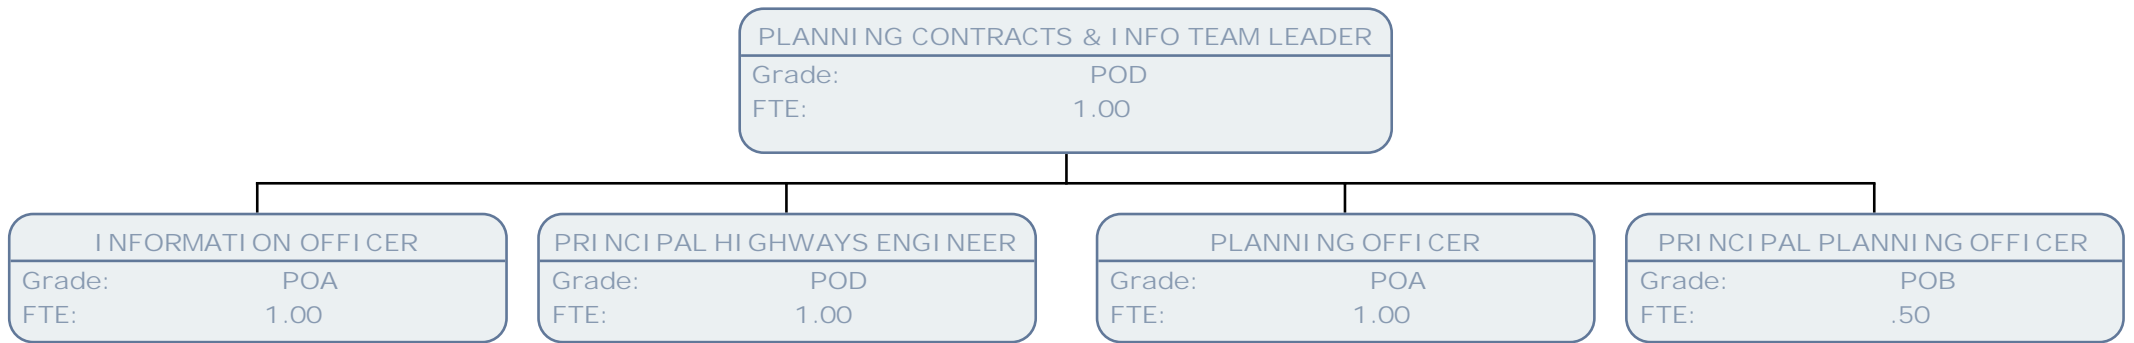 PLANNING CONTRACTS & INFO TEAM LEADER
Grade: POD
FTE: 1.00
INFORMATION OFFICER
Grade: POA
FTE: 1.00
PRINCIPAL HIGHWAYS ENGINEER
Grade: POD
FTE: 1.00
PLANNING OFFICER
Grade: POA
FTE: 1.00
PRINCIPAL PLANNING OFFICER
Grade: POB
FTE: .50